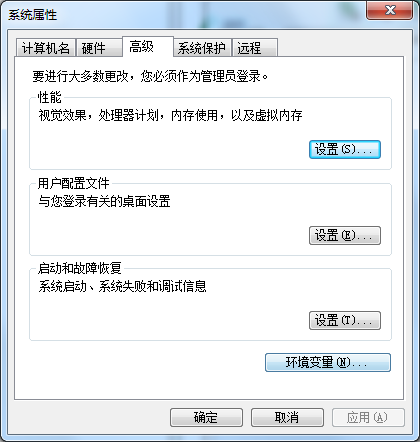 系统属性
计算机名 硬件 高级 系统保护 远程
要进行大多数更改，您必须作为管理员登录。
性能
视觉效果，处理器计划，内存使用，以及虚拟内存
设置(S)...
用户配置文件
与您登录有关的桌面设置
设置(E)...
启动和故障恢复
系统启动、系统失败和调试信息
设置(T)...
环境变量(N)...
确定 取消 应用(A)